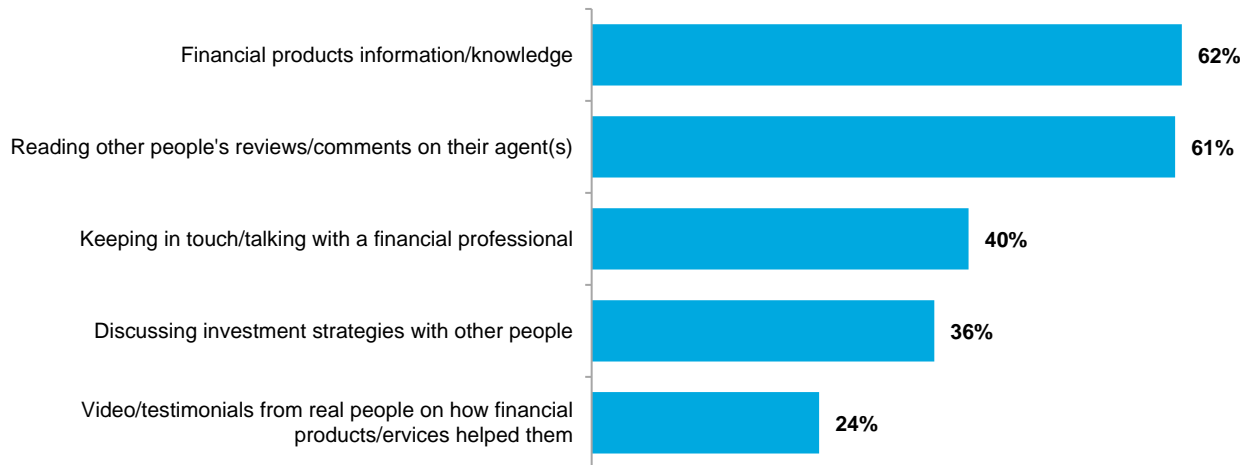 Financial products information/knowledge
62%
Reading other people's reviews/comments on their agent(s)
61%
Keeping in touch/talking with a financial professional
40%
Discussing investment strategies with other people
36%
Video/testimonials from real people on how financial
products/ervices helped them
24%